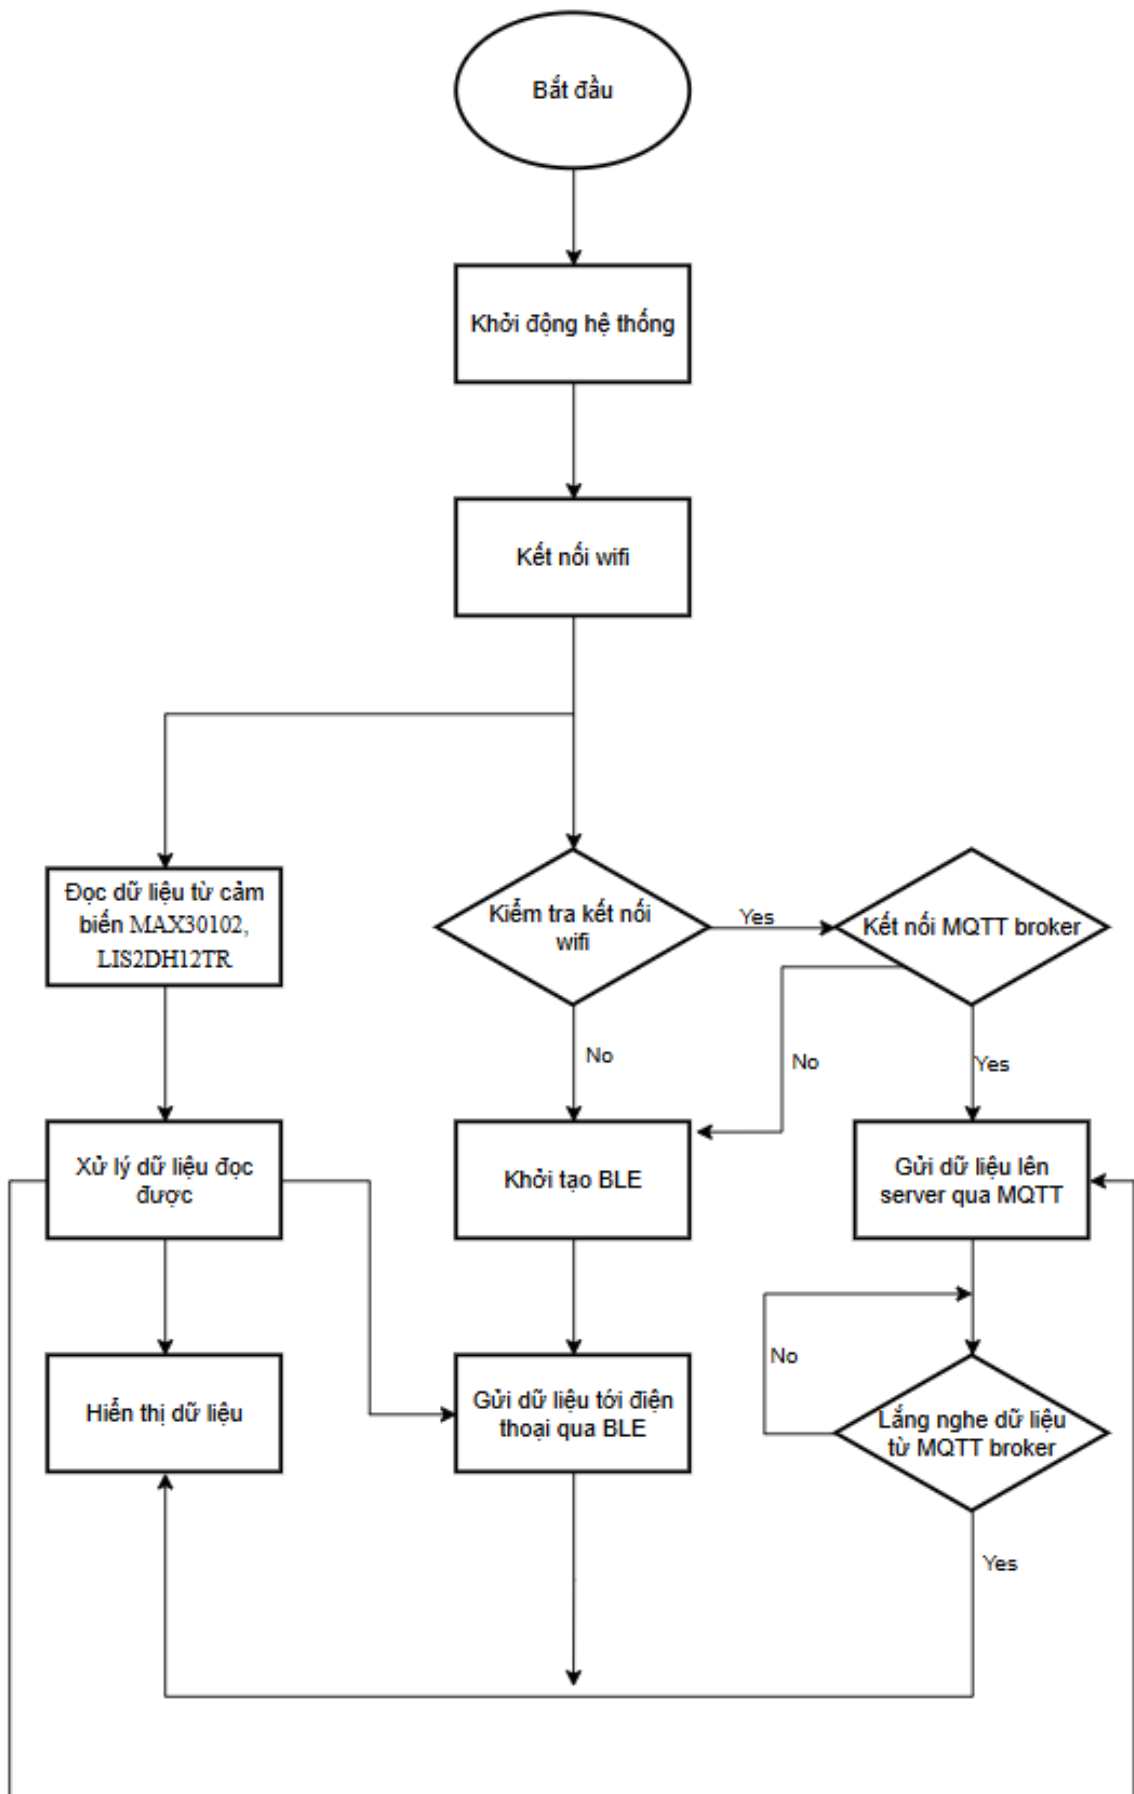 Bắt đầu
Khởi động hệ thống
Kết nối wifi
Đọc dữ liệu từ cảm
biến MAX30102,
LIS2DH12TR
Kiểm tra kết nối
wifi
Yes
Kết nối MQTT broker
No
No
Yes
Xử lý dữ liệu đọc
được
Khởi tạo BLE
Gửi dữ liệu lên
server qua MQTT
No
Hiển thị dữ liệu
Gửi dữ liệu tới điện
thoại qua BLE
Lắng nghe dữ liệu
từ MQTT broker
Yes